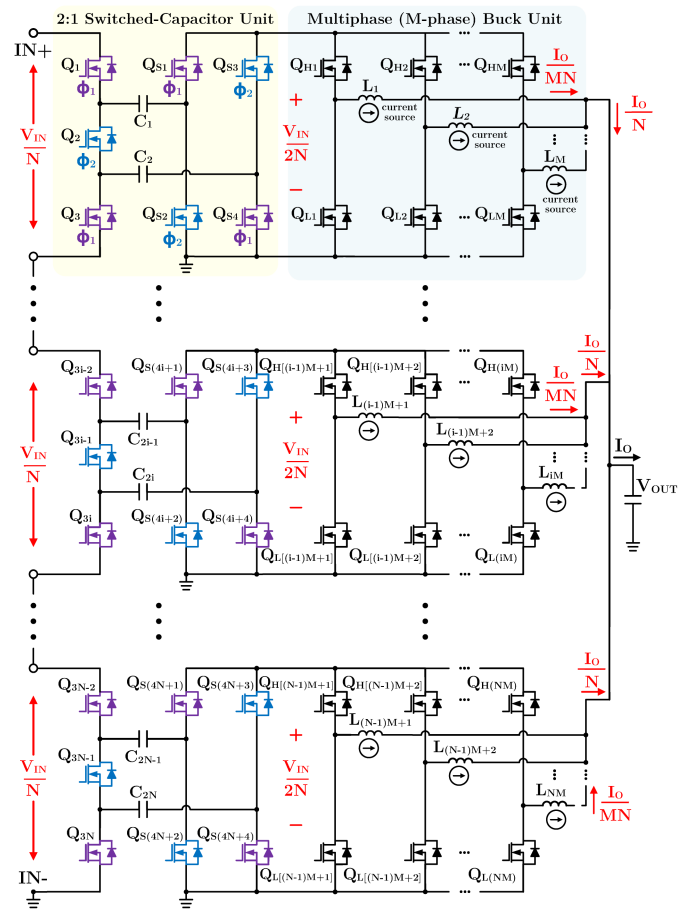 2:1 Switched-Capacitor Unit
Multiphase (M-phase) Buck Unit
IN+
Q1 QS1 QS3 QH1 QH2 QHM
Φ1 Φ1 Φ2
IO/MN
C1
L1
current source
IO/N
VIN/N
Q2
Φ2
+
VIN/2N
−
L2
current source
C2
LM
current source
Q3 QS2 QS4 QL1 QL2 QLM
Φ1 Φ2 Φ1
Q3i-2 QS(4i+1) QS(4i+3) QH[(i-1)M+1] QH[(i-1)M+2] QH(iM)
IO/N
IO/MN
L(i-1)M+1
C2i-1
VIN/N
Q3i-1
+
VIN/2N
−
L(i-1)M+2
IO
C2i
LiM
VOUT
Q3i QS(4i+2) QS(4i+4)
QL[(i-1)M+1] QL[(i-1)M+2] QL(iM)
Q3N-2 QS(4N+1) QS(4N+3) QH[(N-1)M+1] QH[(N-1)M+2] QH(NM)
IO/N
L(N-1)M+1
C2N-1
VIN/N
Q3N-1
+
VIN/2N
−
L(N-1)M+2
C2N
LNM
IO/MN
Q3N QS(4N+2) QS(4N+4)
IN-
QL[(N-1)M+1] QL[(N-1)M+2] QL(NM)